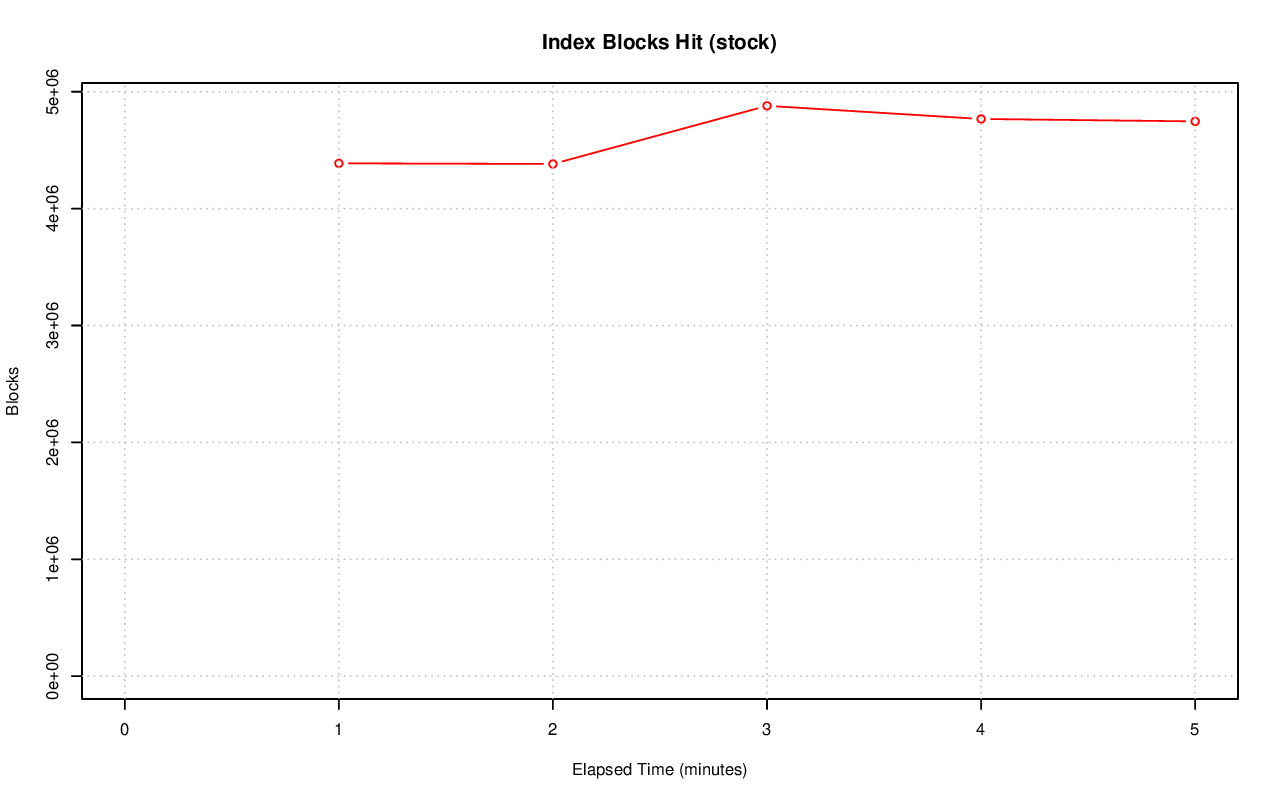 Index Blocks Hit (stock)
5e+06
4e+06
3e+06
2e+06
1e+06
0e+00
Blocks
0 1 2 3 4 5
Elapsed Time (minutes)